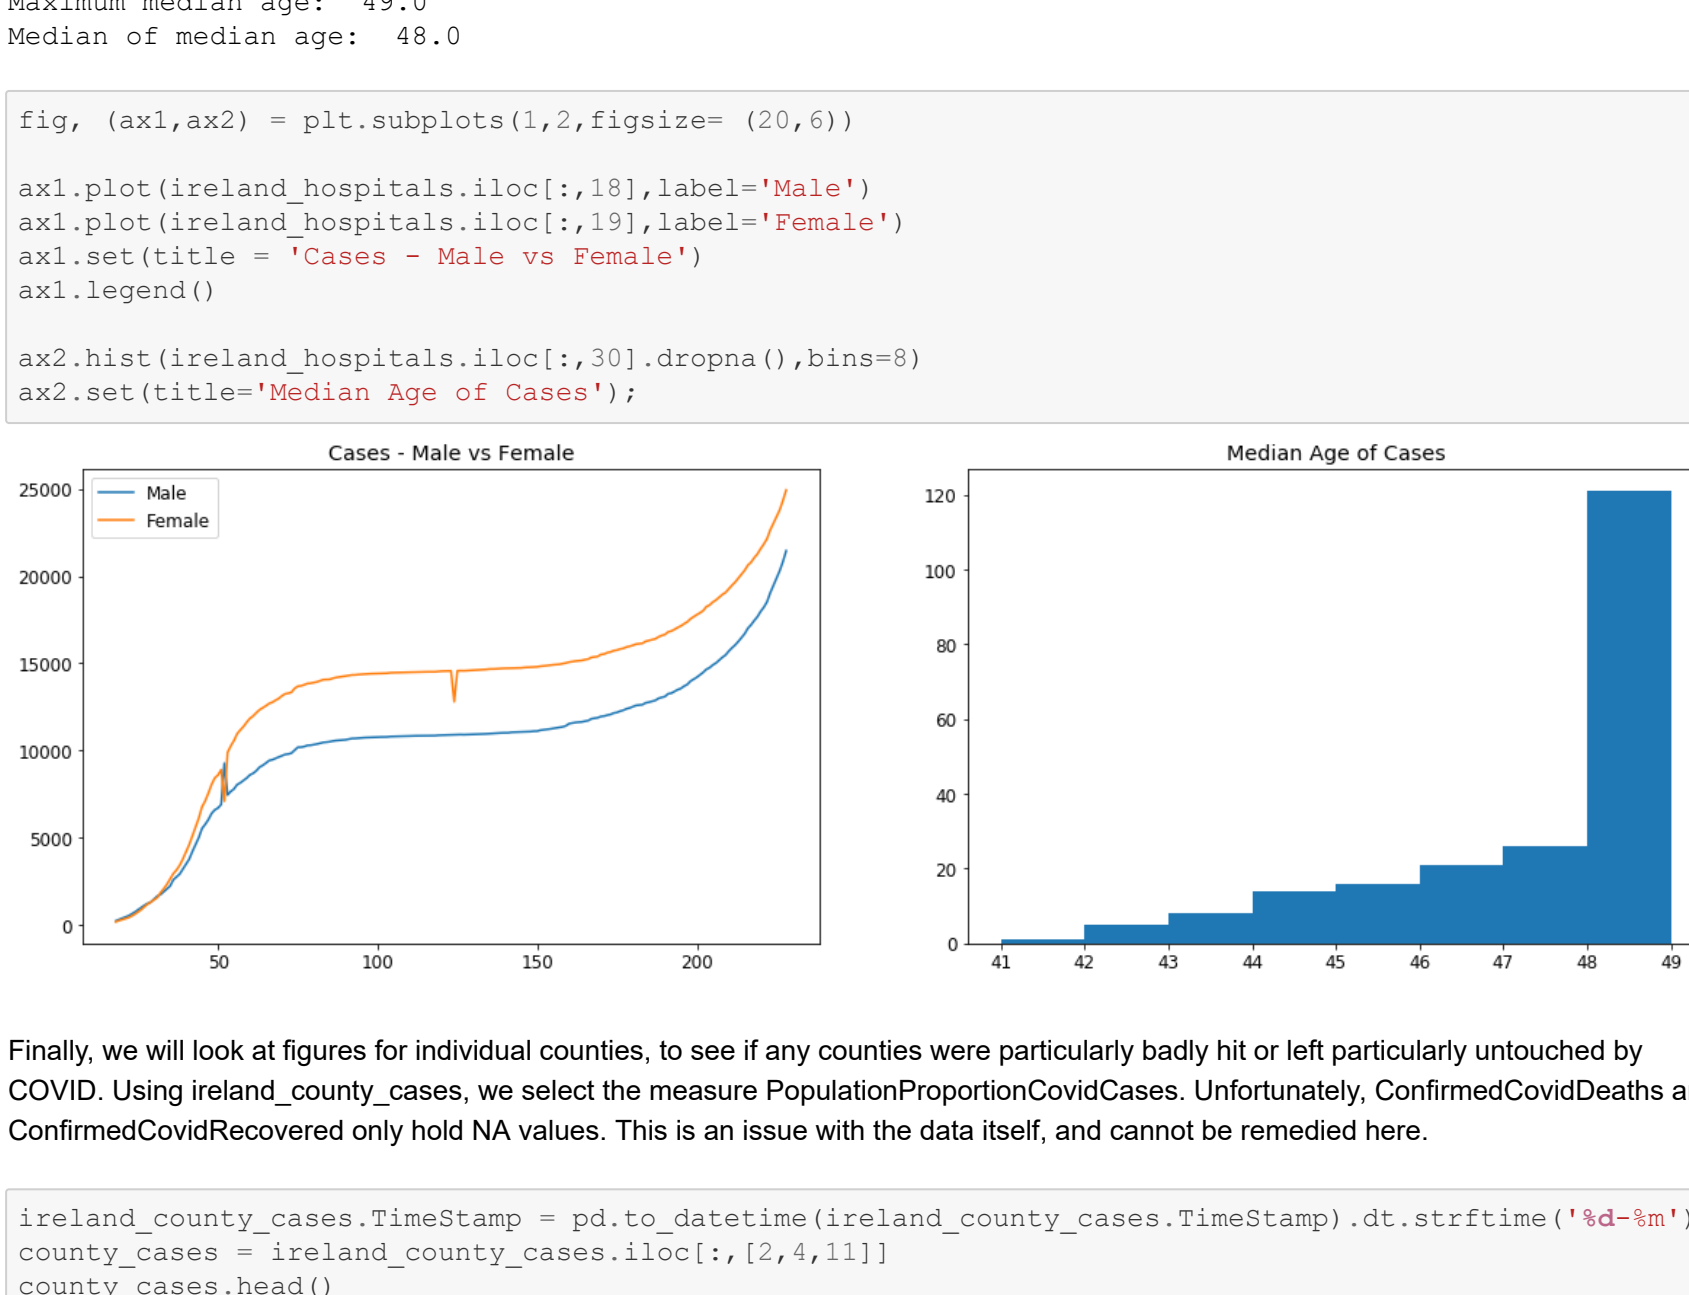 Maximum median age:  49.0
Median of median age:  48.0
fig, (ax1,ax2) = plt.subplots(1,2,figsize= (20,6))
ax1.plot(ireland_hospitals.iloc[:,18],label='Male')
ax1.plot(ireland_hospitals.iloc[:,19],label='Female')
ax1.set(title = 'Cases - Male vs Female')
ax1.legend()
ax2.hist(ireland_hospitals.iloc[:,30].dropna(),bins=8)
ax2.set(title='Median Age of Cases');
Cases - Male vs Female
25000
20000
15000
10000
5000
0
Male
Female
50 100 150 200
Median Age of Cases
120
100
80
60
40
20
0
41 42 43 44 45 46 47 48 49
Finally, we will look at figures for individual counties, to see if any counties were particularly badly hit or left particularly untouched by
COVID. Using ireland_county_cases, we select the measure PopulationProportionCovidCases. Unfortunately, ConfirmedCovidDeaths a
ConfirmedCovidRecovered only hold NA values. This is an issue with the data itself, and cannot be remedied here.
ireland_county_cases.TimeStamp = pd.to_datetime(ireland_county_cases.TimeStamp).dt.strftime('%d-%m')
county_cases = ireland_county_cases.iloc[:,[2,4,11]]
county_cases.head()